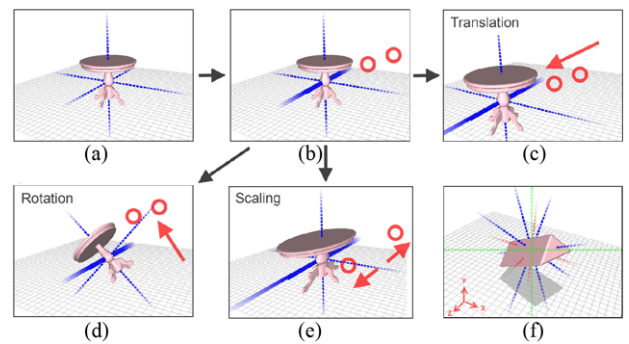 Translation
(a)
(b)
(c)
Rotation
Scaling
Y
X
Z
(d)
(e)
(f)